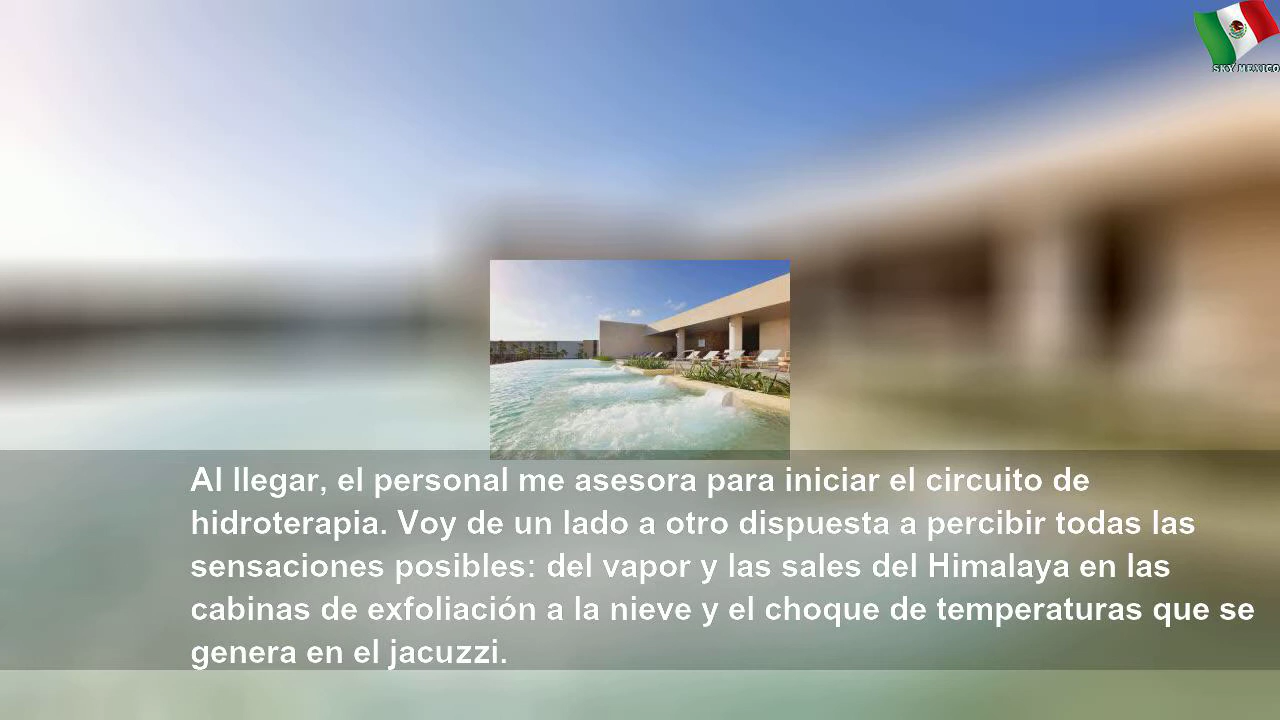 SKY MEXICO
Al llegar, el personal me asesora para iniciar el circuito de
hidroterapia. Voy de un lado a otro dispuesta a percibir todas las
sensaciones posibles: del vapor y las sales del Himalaya en las
cabinas de exfoliación a la nieve y el choque de temperaturas que se
genera en el jacuzzi.